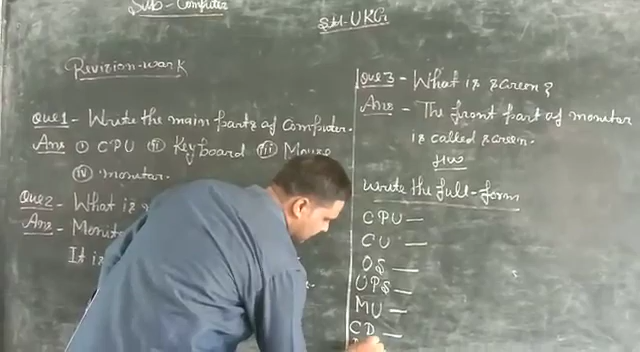 Sub- Computer
Std- UKG
Revizion-work
Que1- Write the main parts of Computer.
Ans (i) CPU (ii) Keyboard (iii) Mouse
(iv) monitor.
Que2- What is
Ans- Monito
It is
Que3- What is screen?
Ans- The front part of monitor
is called screen.
HW
Write the full-form
CPU—
CU —
OS —
UPS —
MU —
CD —